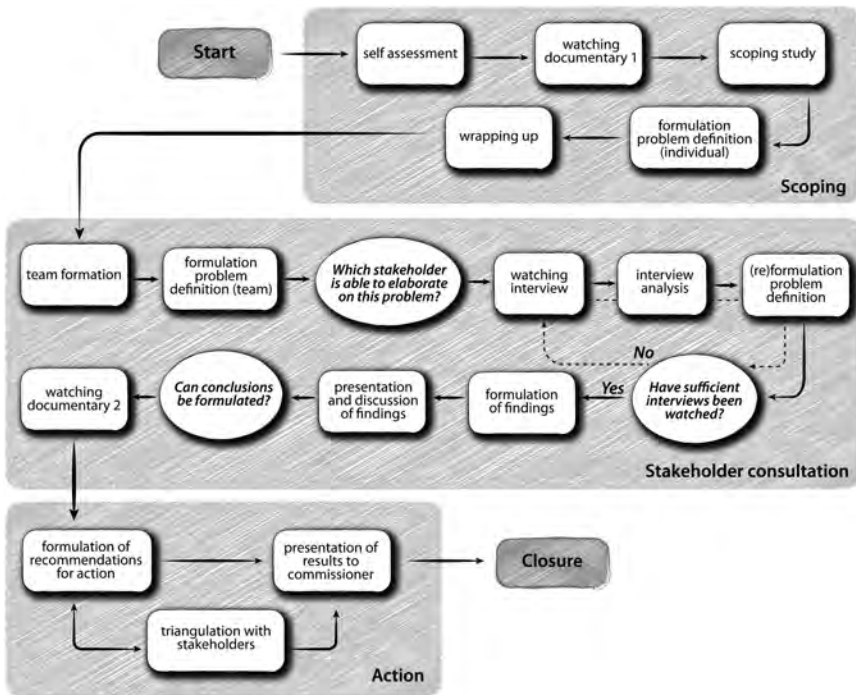 Start
self assessment
watching
documentary 1
scoping study
wrapping up
formulation
problem definition
(individual)
Scoping
team formation
formulation
problem
definition (team)
Which stakeholder
is able to elaborate
on this problem?
watching
interview
interview
analysis
(re)formulation
problem
definition
No
watching
documentary 2
Can conclusions
be formulated?
presentation
and discussion
of findings
formulation
of findings
Yes
Have sufficient
interviews been
watched?
Stakeholder consultation
formulation of
recommendations
for action
presentation of
results to
commissioner
Closure
triangulation with
stakeholders
Action